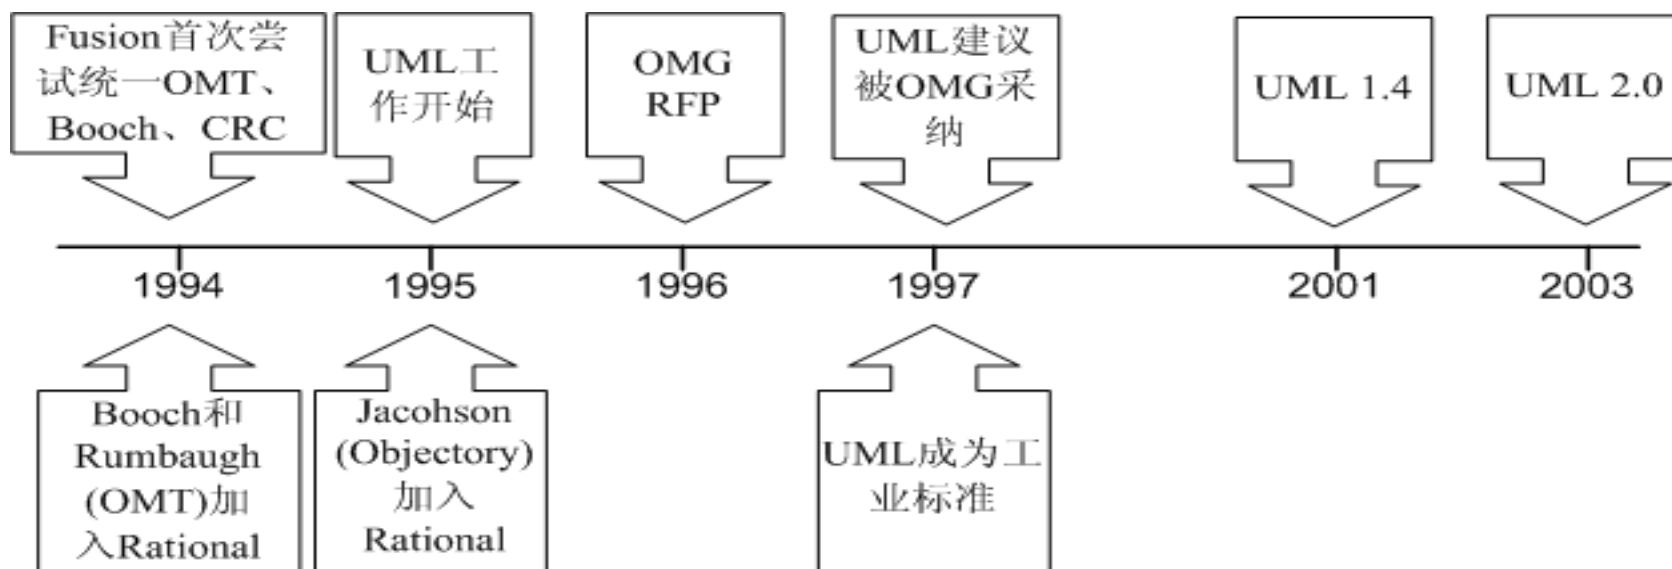 Fusion首次尝
试统一OMT、
Booch、CRC
UML工
作开始
OMG
RFP
UML建议
被OMG采
纳
UML 1.4
UML 2.0
1994
1995
1996
1997
2001
2003
Booch和
Rumbaugh
(OMT)加
入Rational
Jacohson
(Objectory)
加入
Rational
UML成为工
业标准